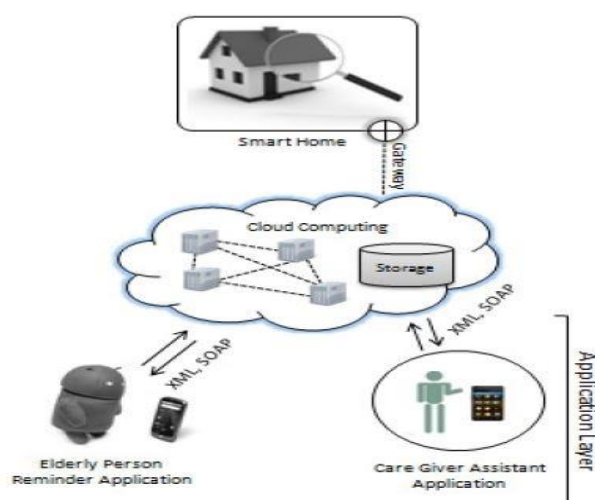 Smart Home
Gateway
Cloud Computing
Storage
XML, SOAP
XML, SOAP
Elderly Person
Reminder Application
Care Giver Assistant
Application
Application Layer